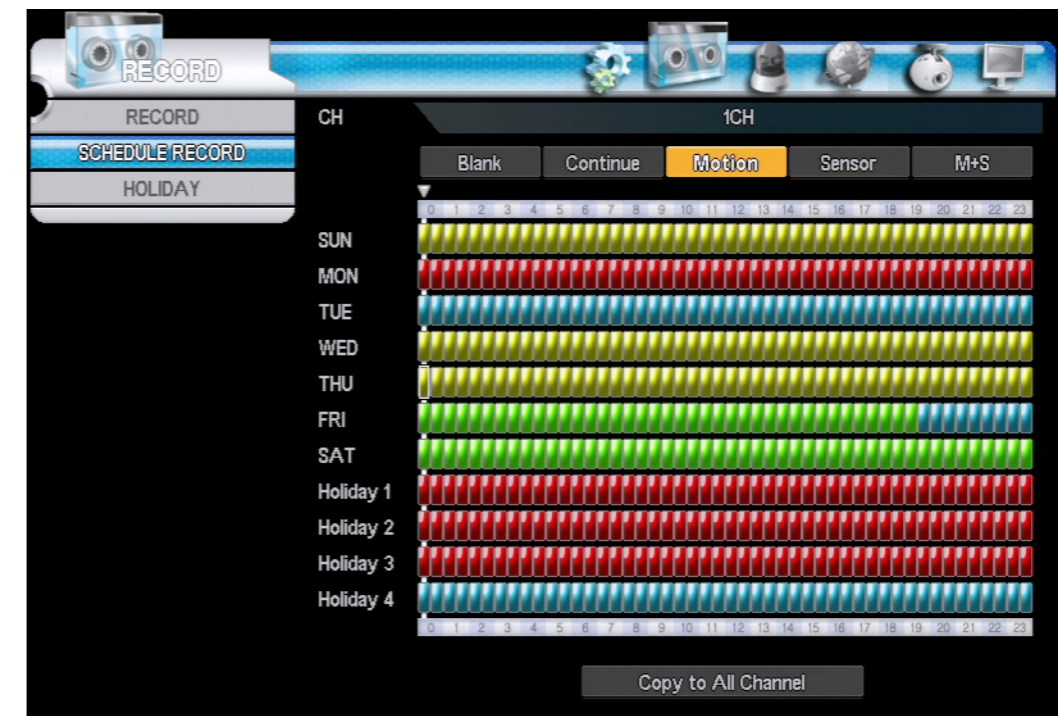 RECORD
RECORD
SCHEDULE RECORD
HOLIDAY
CH 1CH
Blank Continue Motion Sensor M+S
0 1 2 3 4 5 6 7 8 9 10 11 12 13 14 15 16 17 18 19 20 21 22 23
SUN
MON
TUE
WED
THU
FRI
SAT
Holiday 1
Holiday 2
Holiday 3
Holiday 4
0 1 2 3 4 5 6 7 8 9 10 11 12 13 14 15 16 17 18 19 20 21 22 23
Copy to All Channel